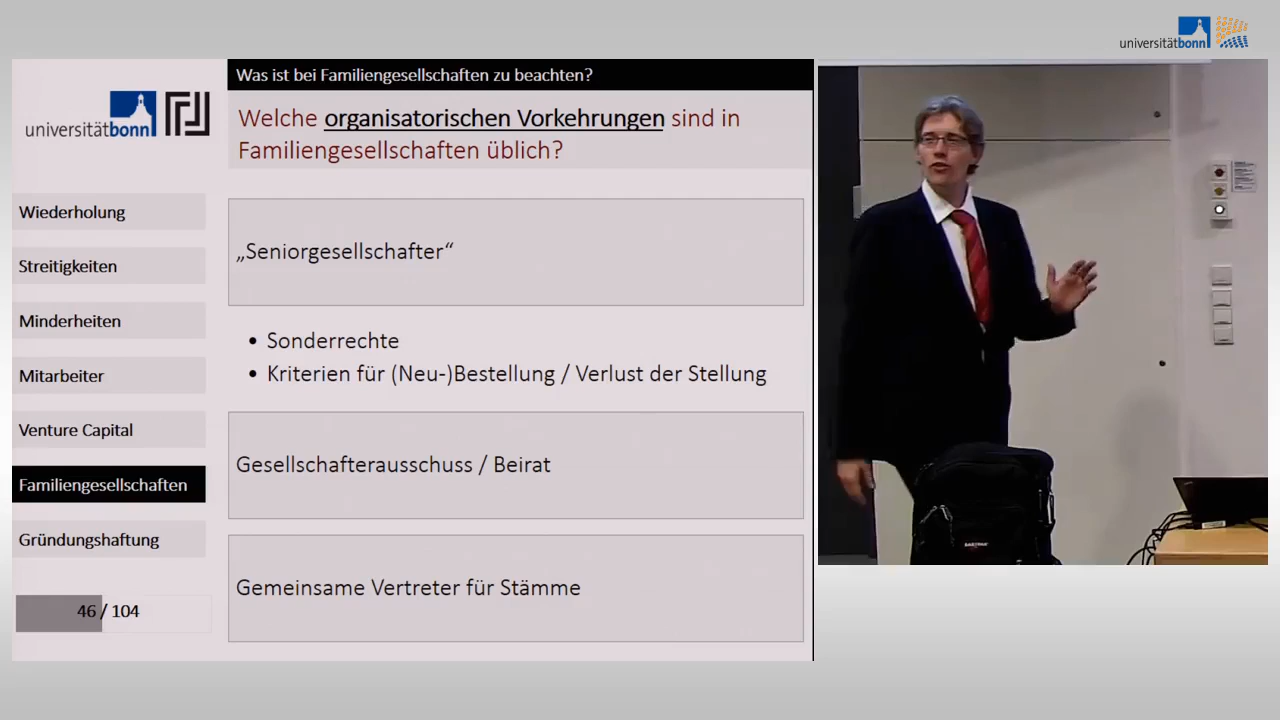 universitätbonn
Was ist bei Familiengesellschaften zu beachten?
universitätbonn
Welche organisatorischen Vorkehrungen sind in
Familiengesellschaften üblich?
Wiederholung
Streitigkeiten
Minderheiten
Mitarbeiter
Venture Capital
Familiengesellschaften
Gründungshaftung
46 / 104
„Seniorgesellschafter“
• Sonderrechte
• Kriterien für (Neu-)Bestellung / Verlust der Stellung
Gesellschafterausschuss / Beirat
Gemeinsame Vertreter für Stämme